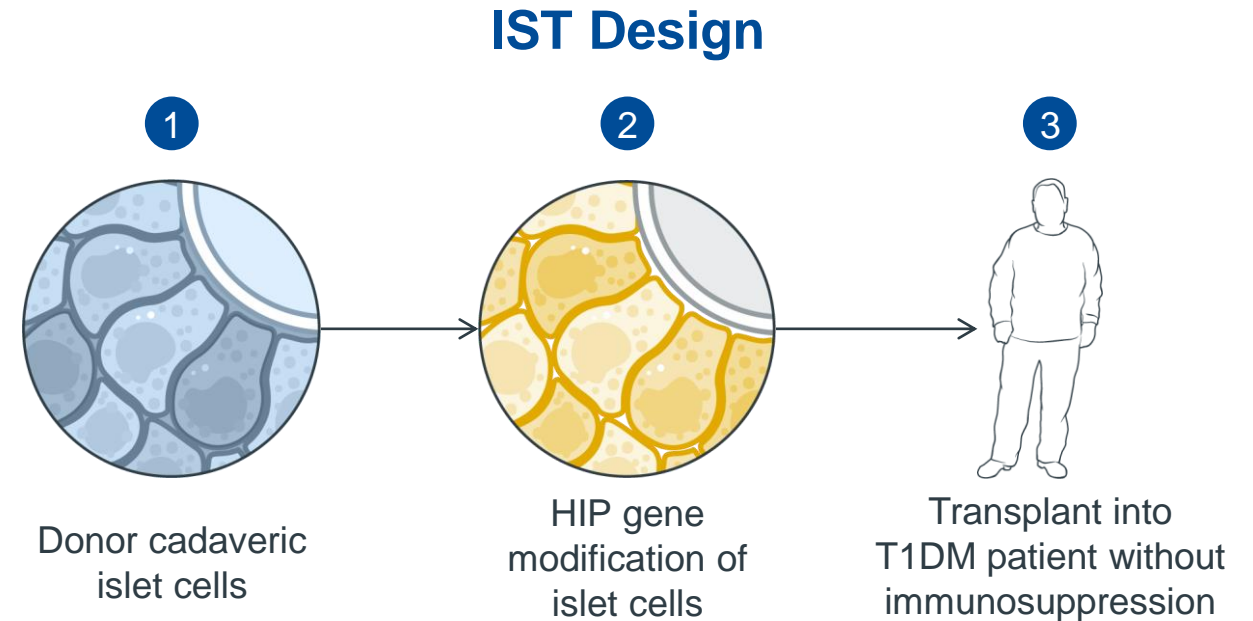 IST Design
1
2
3
Donor cadaveric
islet cells
HIP gene
modification of
islet cells
Transplant into
T1DM patient without
immunosuppression